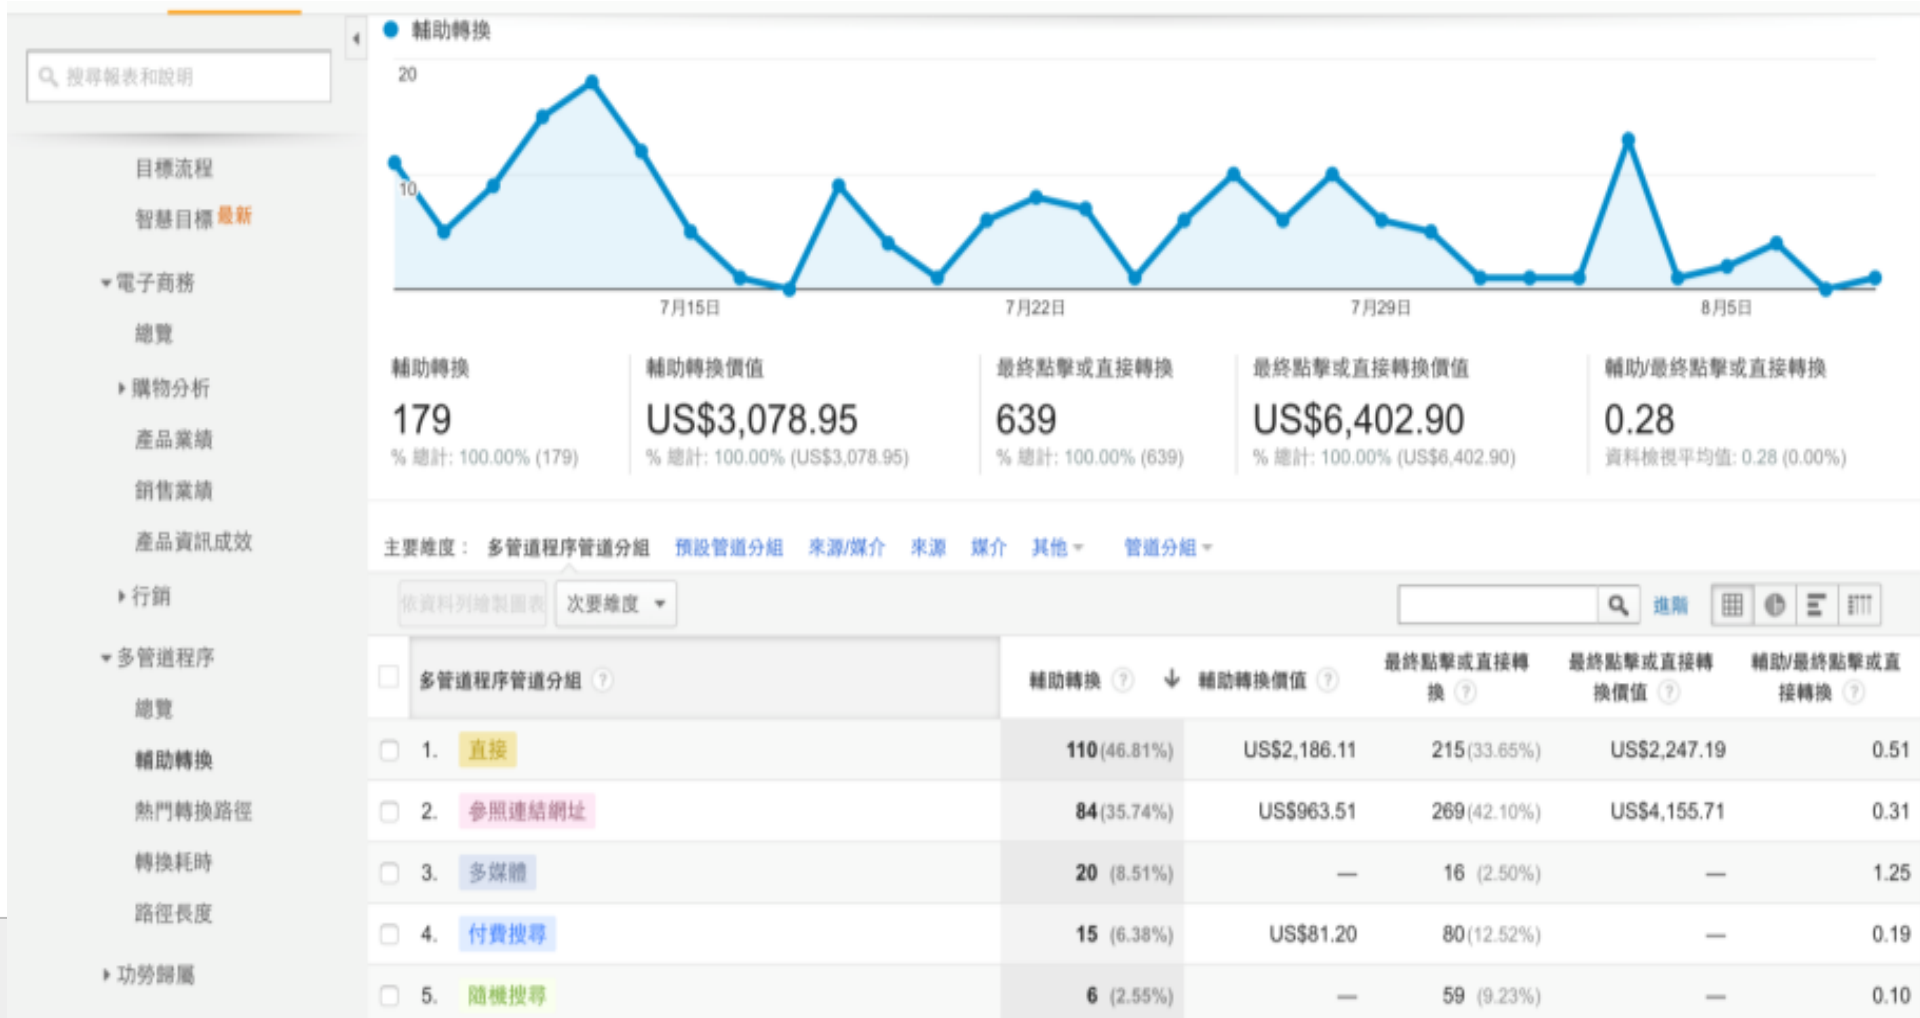 輔助轉換
搜尋報表和說明
20
10
7月15日
7月22日
7月29日
8月5日
目標流程
智慧目標 最新
電子商務
總覽
購物分析
產品業績
銷售業績
產品資訊成效
行銷
多管道程序
總覽
輔助轉換
熱門轉換路徑
轉換耗時
路徑長度
功勞歸屬
輔助轉換
179
% 總計: 100.00% (179)
輔助轉換價值
US$3,078.95
% 總計: 100.00% (US$3,078.95)
最終點擊或直接轉換
639
% 總計: 100.00% (639)
最終點擊或直接轉換價值
US$6,402.90
% 總計: 100.00% (US$6,402.90)
輔助/最終點擊或直接轉換
0.28
資料檢視平均值: 0.28 (0.00%)
主要維度： 多管道程序管道分組 預設管道分組 來源/媒介 來源 媒介 其他 管道分組
依資料列繪製圖表 次要維度 進階
多管道程序管道分組 ? 輔助轉換 ? ↓ 輔助轉換價值 ? 最終點擊或直接轉換 ? 最終點擊或直接轉換價值 ? 輔助/最終點擊或直接轉換 ?
1. 直接 110 (46.81%) US$2,186.11 215 (33.65%) US$2,247.19 0.51
2. 參照連結網址 84 (35.74%) US$963.51 269 (42.10%) US$4,155.71 0.31
3. 多媒體 20 (8.51%) — 16 (2.50%) — 1.25
4. 付費搜尋 15 (6.38%) US$81.20 80 (12.52%) — 0.19
5. 隨機搜尋 6 (2.55%) — 59 (9.23%) — 0.10